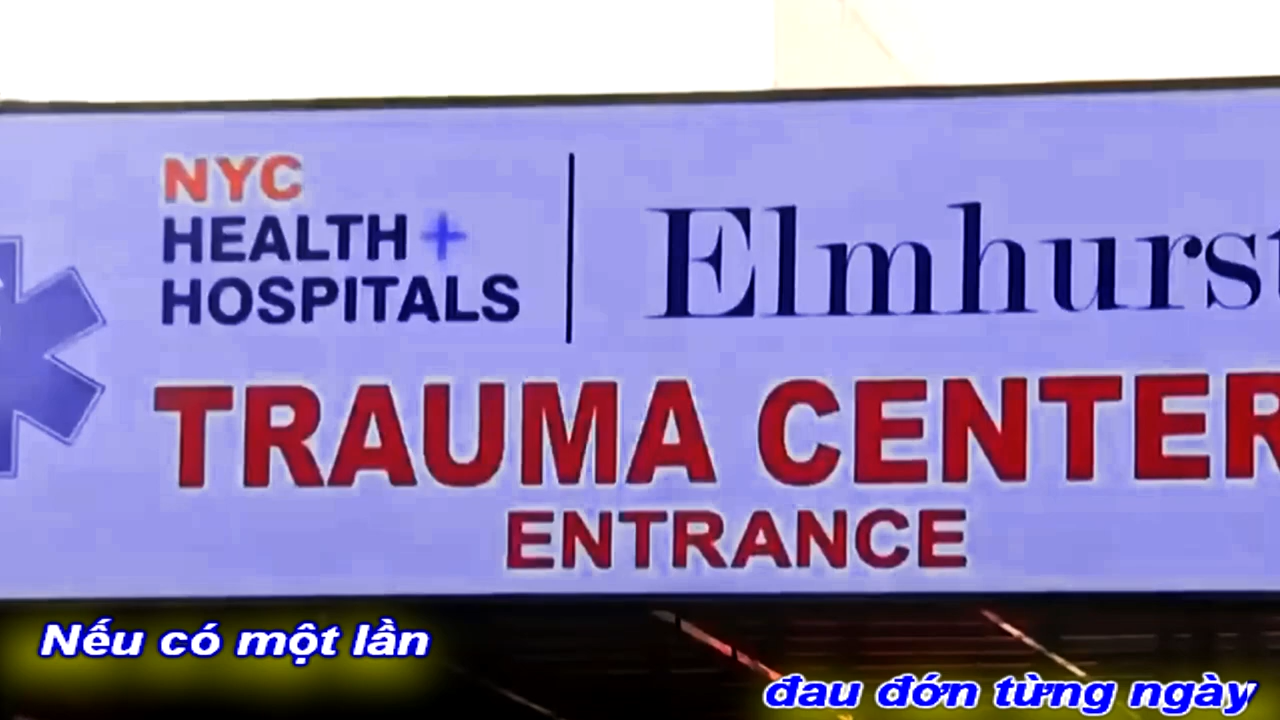 NYC
HEALTH +
HOSPITALS
Elmhurst
TRAUMA CENTER
ENTRANCE
Nếu có một lần
đau đớn từng ngày